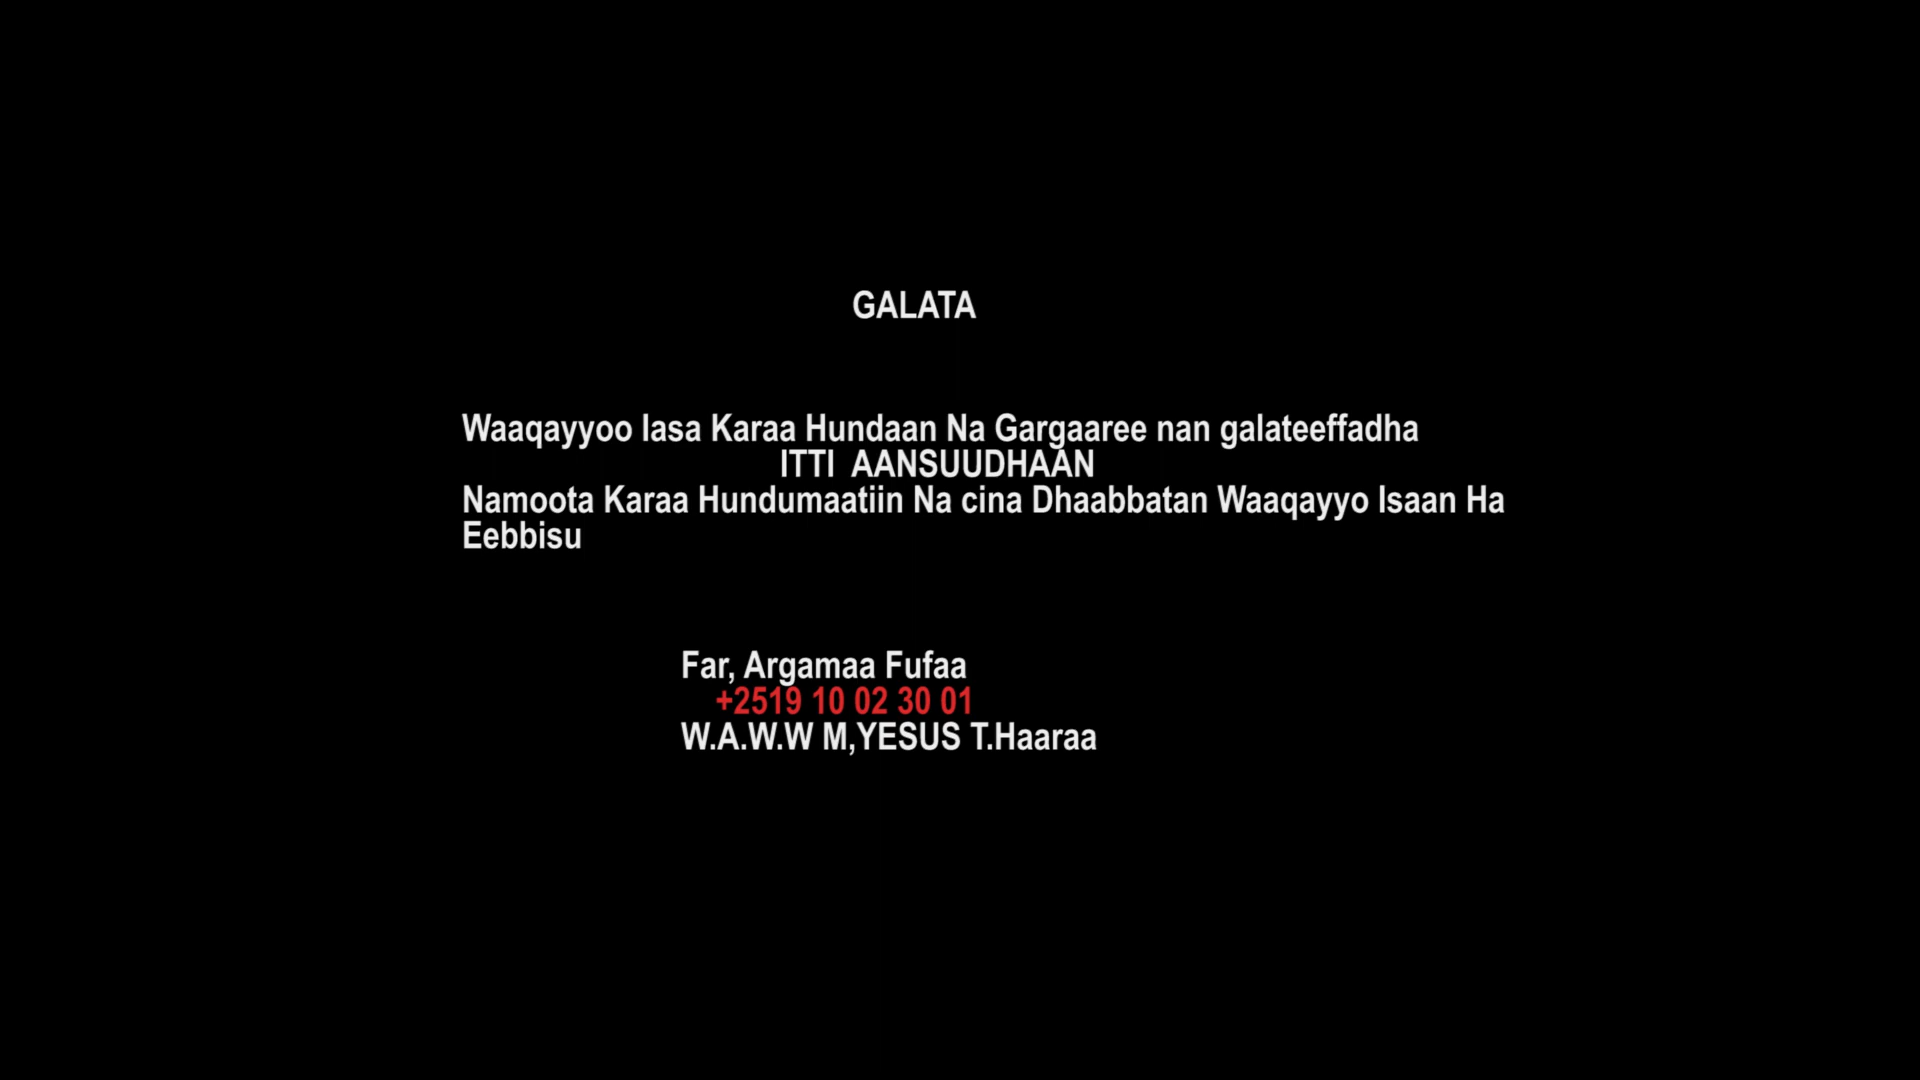 GALATA
Waaqayyoo Iasa Karaa Hundaan Na Gargaaree nan galateeffadha
ITTI AANSUUDHAAN
Namoota Karaa Hundumaatiin Na cina Dhaabbatan Waaqayyo Isaan Ha
Eebbisu
Far, Argamaa Fufaa
+2519 10 02 30 01
W.A.W.W M,YESUS T.Haaraa